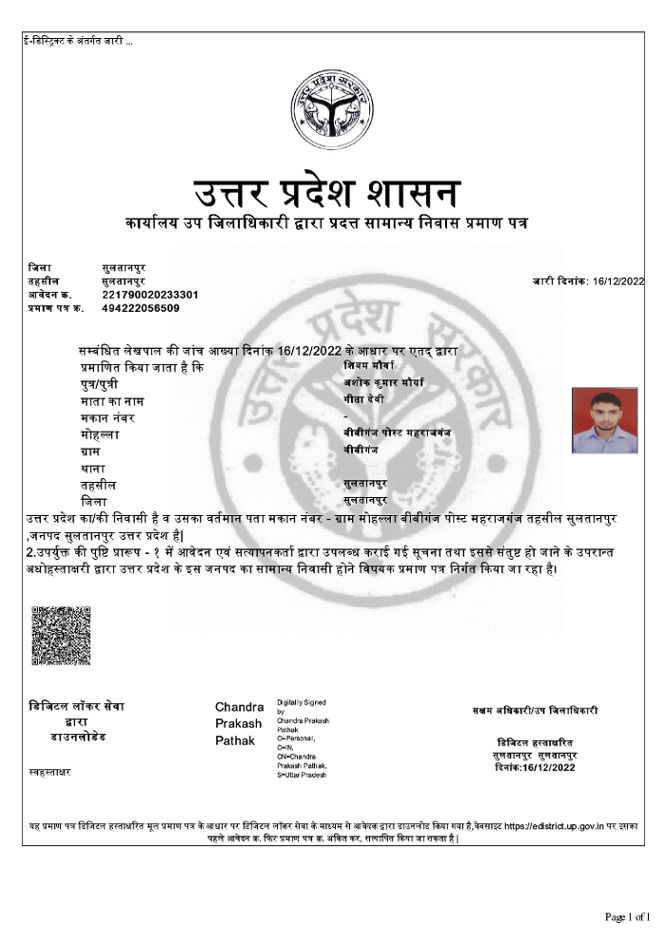 ई-डिस्ट्रिक्ट के अंतर्गत जारी ...
उत्तर प्रदेश सरकार
उत्तर प्रदेश शासन
कार्यालय उप जिलाधिकारी द्वारा प्रदत्त सामान्य निवास प्रमाण पत्र
जिला सुलतानपुर
तहसील सुलतानपुर जारी दिनांक: 16/12/2022
आवेदन क्र. 221790020233301
प्रमाण पत्र क्र. 494222056509
उत्तर प्रदेश सरकार
सम्बंधित लेखपाल की जांच आख्या दिनांक 16/12/2022 के आधार पर एतद् द्वारा
प्रमाणित किया जाता है कि शिवम मौर्या
पुत्र/पुत्री अशोक कुमार मौर्या
माता का नाम गीता देवी
मकान नंबर -
मोहल्ला बीबीगंज पोस्ट महराजगंज
ग्राम बीबीगंज
थाना
तहसील सुलतानपुर
जिला सुलतानपुर
उत्तर प्रदेश का/की निवासी है व उसका वर्तमान पता मकान नंबर - ग्राम मोहल्ला बीबीगंज पोस्ट महराजगंज तहसील सुलतानपुर
,जनपद सुलतानपुर उत्तर प्रदेश है|
2.उपर्युक्त की पुष्टि प्रारूप - १ में आवेदन एवं सत्यापनकर्ता द्वारा उपलब्ध कराई गई सूचना तथा इससे संतुष्ट हो जाने के उपरान्त
अधोहस्ताक्षरी द्वारा उत्तर प्रदेश के इस जनपद का सामान्य निवासी होने विषयक प्रमाण पत्र निर्गत किया जा रहा है।
डिजिटल लॉकर सेवा
द्वारा
डाउनलोडेड
स्वहस्ताक्षर
Chandra
Prakash
Pathak
Digitally Signed
by
Chandra Prakash
Pathak
O=Personal,
C=IN,
CN=Chandra
Prakash Pathak,
S=Uttar Pradesh
सक्षम अधिकारी/उप जिलाधिकारी
डिजिटल हस्ताक्षरित
सुलतानपुर सुलतानपुर
दिनांक:16/12/2022
यह प्रमाण पत्र डिजिटल हस्ताक्षरित मूल प्रमाण पत्र के आधार पर डिजिटल लॉकर सेवा के माध्यम से आवेदक द्वारा डाउनलोड किया गया है,वेबसाइट https://edistrict.up.gov.in पर इसका
पहले आवेदन क्र. फिर प्रमाण पत्र क्र. अंकित कर, सत्यापित किया जा सकता है |
Page 1 of 1